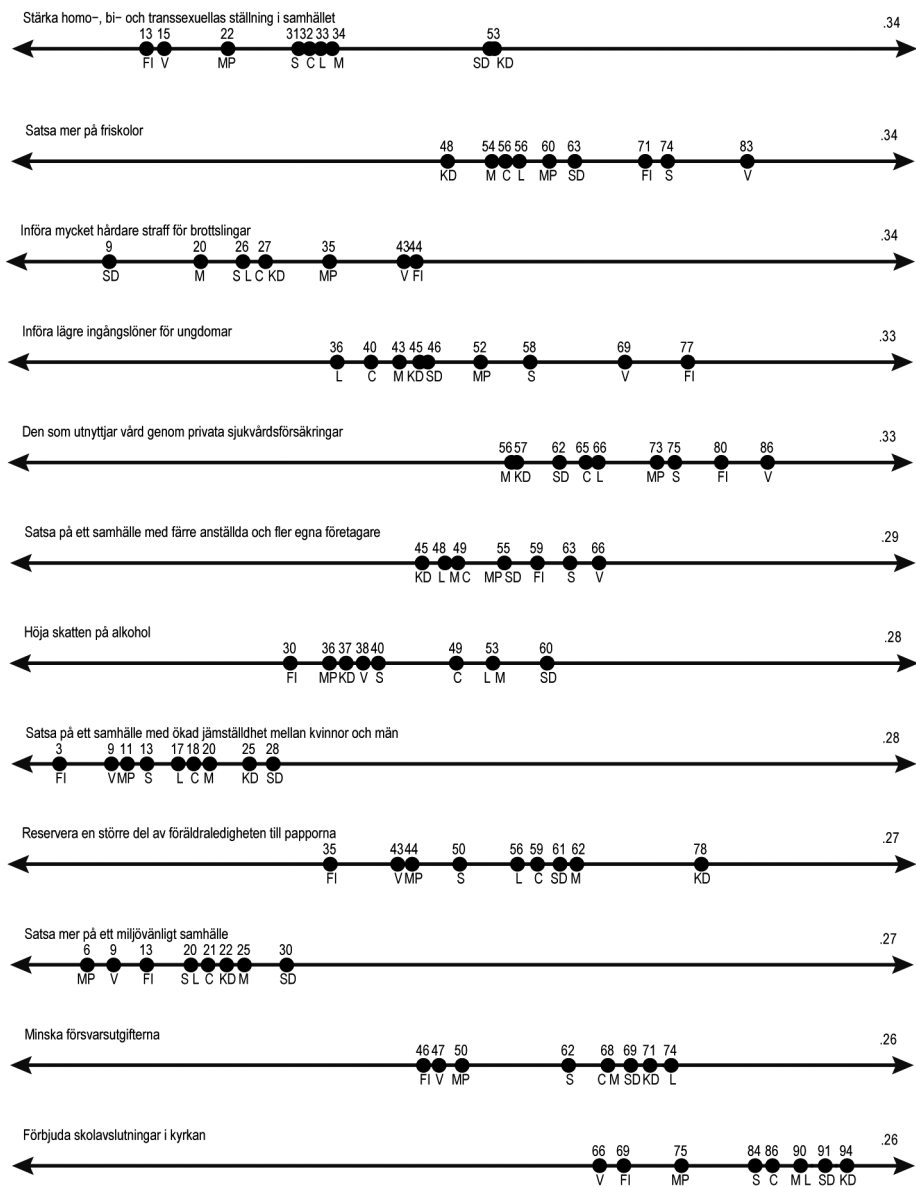 Stärka homo–, bi– och transsexuellas ställning i samhället
.34
13 15 22 31 32 33 34 53
FI V MP S C L M SD KD
Satsa mer på friskolor
.34
48 54 56 56 60 63 71 74 83
KD M C L MP SD FI S V
Införa mycket hårdare straff för brottslingar
.34
9 20 26 27 35 43 44
SD M S L C KD MP V FI
Införa lägre ingångslöner för ungdomar
.33
36 40 43 45 46 52 58 69 77
L C M KD SD MP S V FI
Den som utnyttjar vård genom privata sjukvårdsförsäkringar
.33
56 57 62 65 66 73 75 80 86
M KD SD C L MP S FI V
Satsa på ett samhälle med färre anställda och fler egna företagare
.29
45 48 49 55 59 63 66
KD L M C MP SD FI S V
Höja skatten på alkohol
.28
30 36 37 38 40 49 53 60
FI MP KD V S C L M SD
Satsa på ett samhälle med ökad jämställdhet mellan kvinnor och män
.28
3 9 11 13 17 18 20 25 28
FI V MP S L C M KD SD
Reservera en större del av föräldraledigheten till papporna
.27
35 43 44 50 56 59 61 62 78
FI V MP S L C SD M KD
Satsa mer på ett miljövänligt samhälle
.27
6 9 13 20 21 22 25 30
MP V FI S L C KD M SD
Minska försvarsutgifterna
.26
46 47 50 62 68 69 71 74
FI V MP S C M SD KD L
Förbjuda skolavslutningar i kyrkan
.26
66 69 75 84 86 90 91 94
V FI MP S C M L SD KD